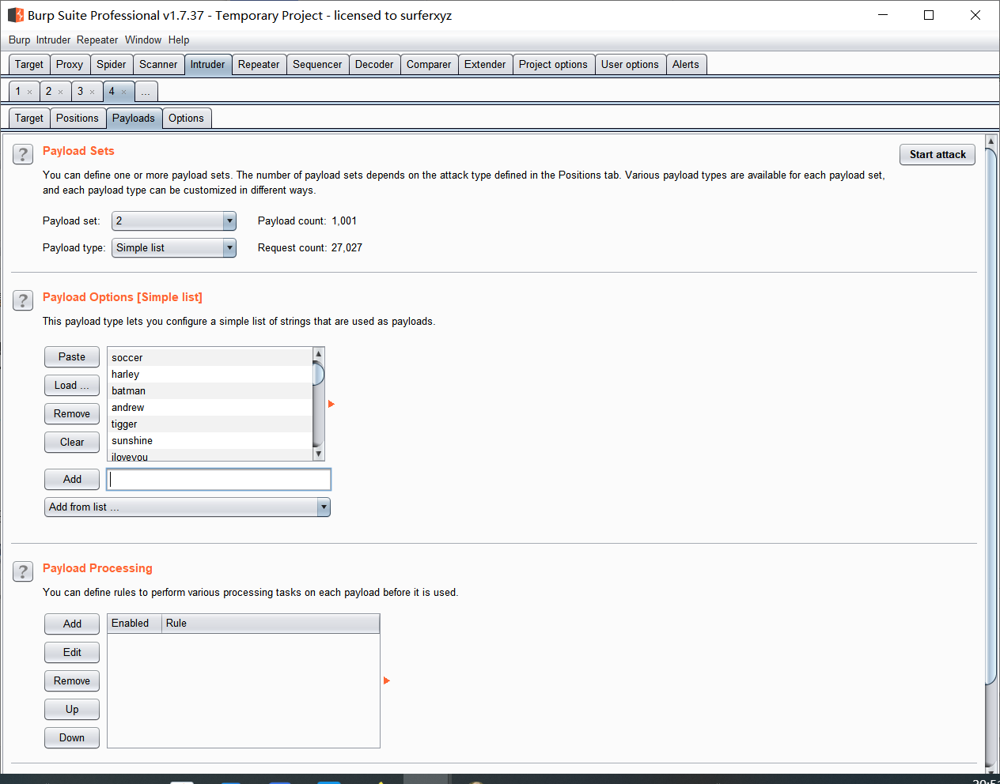 Burp Suite Professional v1.7.37 - Temporary Project - licensed to surferxyz
Burp Intruder Repeater Window Help
Target Proxy Spider Scanner Intruder Repeater Sequencer Decoder Comparer Extender Project options User options Alerts
1 × 2 × 3 × 4 × ...
Target Positions Payloads Options
? Payload Sets
Start attack
You can define one or more payload sets. The number of payload sets depends on the attack type defined in the Positions tab. Various payload types are available for each payload set,
and each payload type can be customized in different ways.
Payload set: 2 Payload count: 1,001
Payload type: Simple list Request count: 27,027
? Payload Options [Simple list]
This payload type lets you configure a simple list of strings that are used as payloads.
Paste
Load ...
Remove
Clear
soccer
harley
batman
andrew
tigger
sunshine
iloveyou
Add
Add from list ...
? Payload Processing
You can define rules to perform various processing tasks on each payload before it is used.
Add
Edit
Remove
Up
Down
Enabled Rule